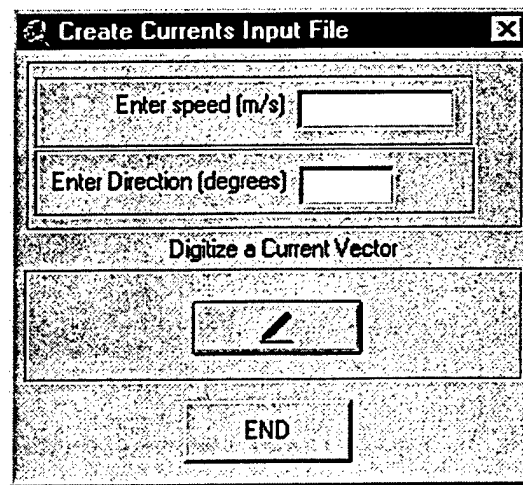 Create Currents Input File
Enter speed (m/s)
Enter Direction (degrees)
Digitize a Current Vector
END